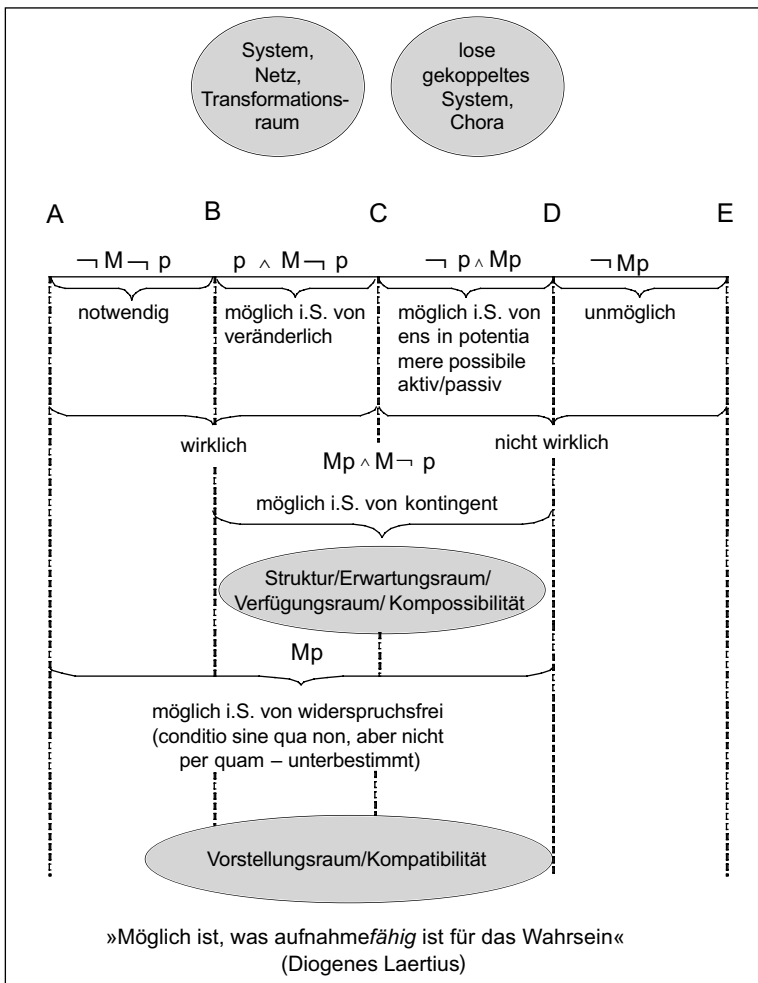 System,
Netz,
Transformations-
raum
lose
gekoppeltes
System,
Chora
A B C D E
¬ M ¬ p p ∧ M ¬ p ¬ p ∧ Mp ¬ Mp
notwendig
möglich i.S. von
veränderlich
möglich i.S. von
ens in potentia
mere possibile
aktiv/passiv
unmöglich
wirklich
nicht wirklich
Mp ∧ M ¬ p
möglich i.S. von kontingent
Struktur/Erwartungsraum/
Verfügungsraum/ Kompossibilität
Mp
möglich i.S. von widerspruchsfrei
(conditio sine qua non, aber nicht
per quam – unterbestimmt)
Vorstellungsraum/Kompatibilität
»Möglich ist, was aufnahmefähig ist für das Wahrsein«
(Diogenes Laertius)